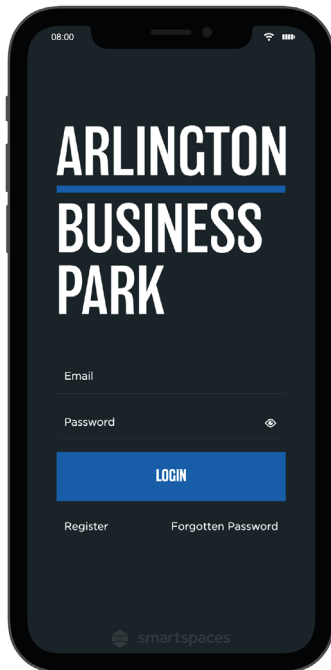 08:00
ARLINGTON
BUSINESS
PARK
Email
Password
LOGIN
Register Forgotten Password
smartspaces